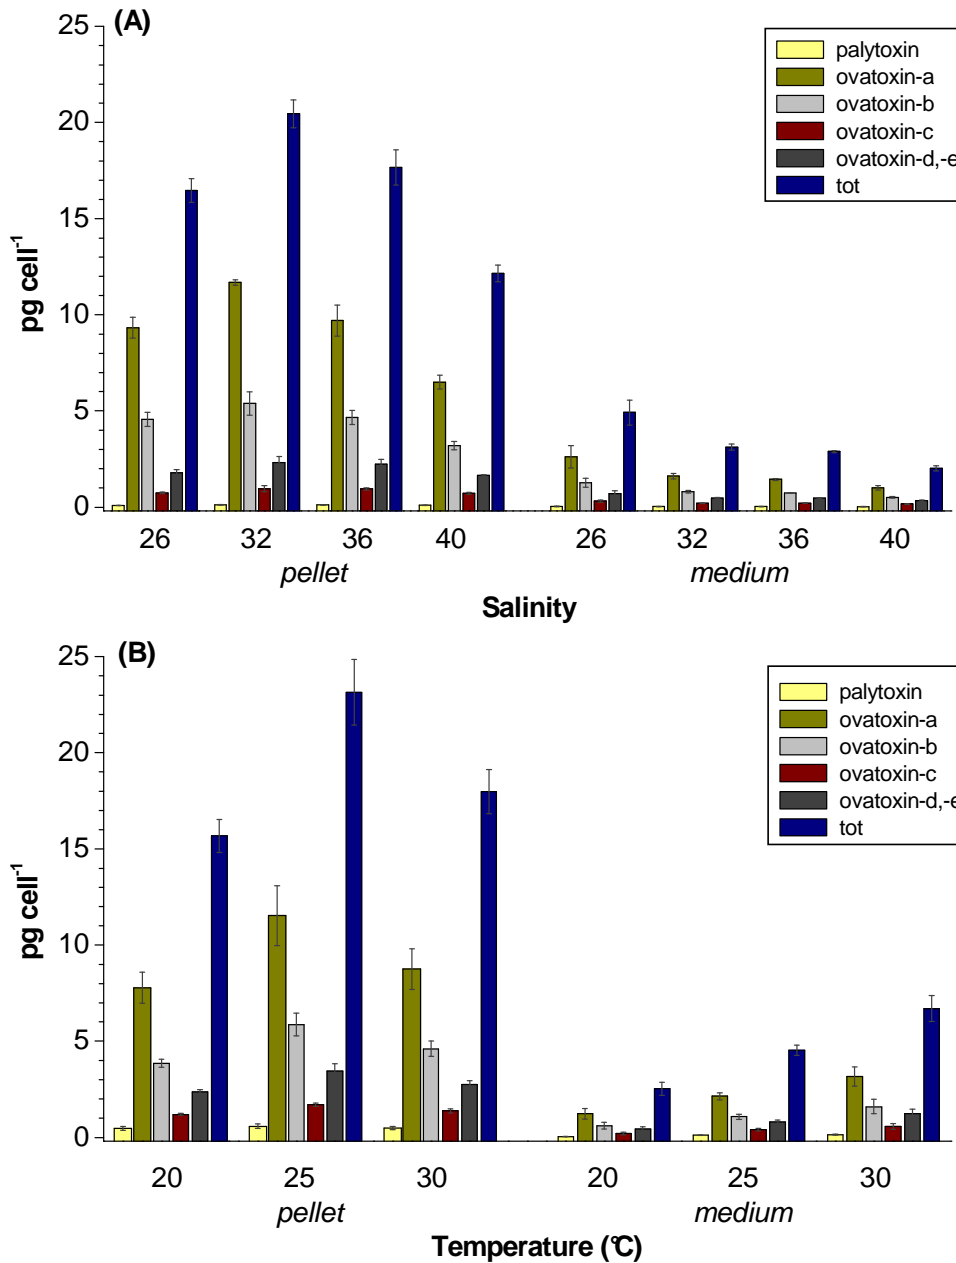 (A)
25
20
15
10
5
0
pg cell⁻¹
palytoxin
ovatoxin-a
ovatoxin-b
ovatoxin-c
ovatoxin-d,-e
tot
26 32 36 40 26 32 36 40
pellet medium
Salinity
(B)
25
20
15
10
5
0
pg cell⁻¹
palytoxin
ovatoxin-a
ovatoxin-b
ovatoxin-c
ovatoxin-d,-e
tot
20 25 30 20 25 30
pellet medium
Temperature (°C)